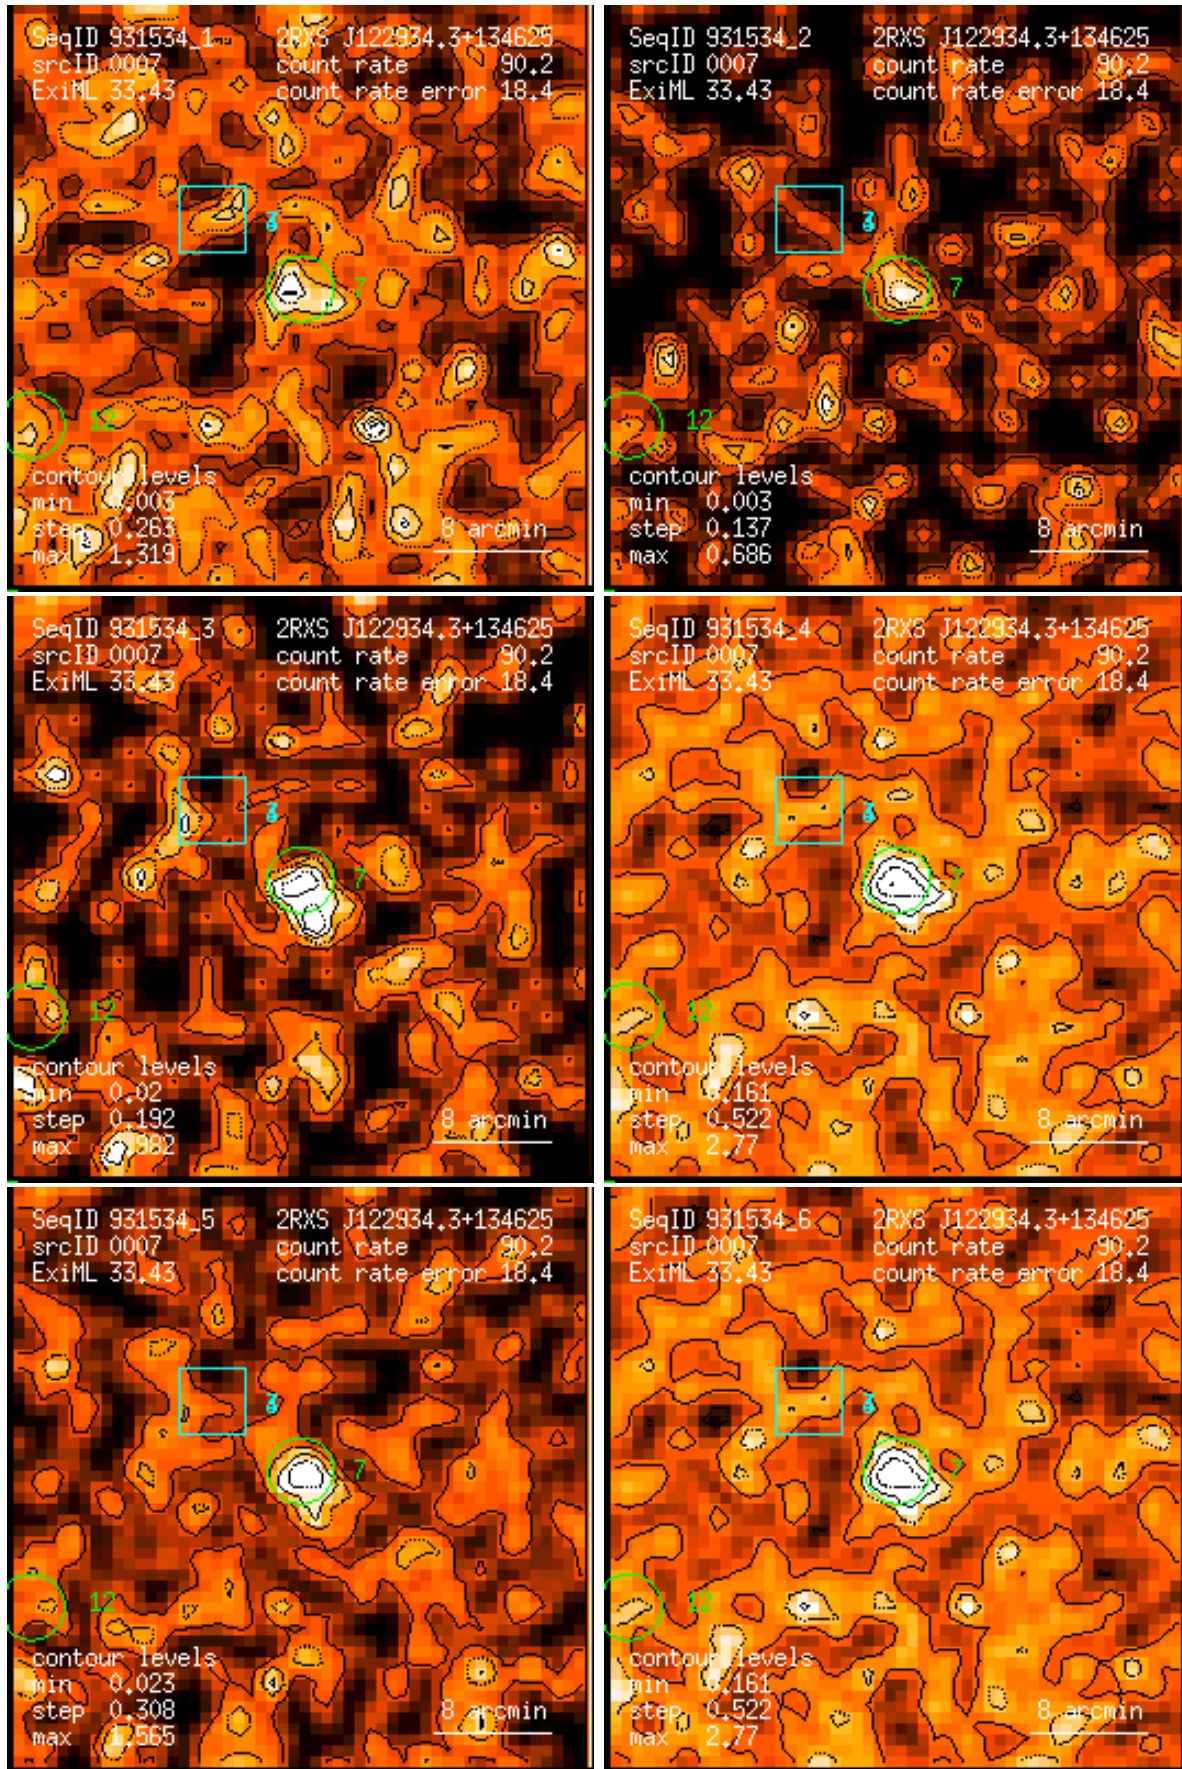 SeqID 931534_1 2RXS J122934.3+134625
srcID 0007 count rate 90.2
ExiML 33.43 count rate error 18.4
7
12
contour levels
min 0.003
step 0.263
max 1.319
8 arcmin
SeqID 931534_2 2RXS J122934.3+134625
srcID 0007 count rate 90.2
ExiML 33.43 count rate error 18.4
7
12
contour levels
min 0.003
step 0.137
max 0.686
8 arcmin
SeqID 931534_3 2RXS J122934.3+134625
srcID 0007 count rate 90.2
ExiML 33.43 count rate error 18.4
7
12
contour levels
min 0.02
step 0.192
max 0.982
8 arcmin
SeqID 931534_4 2RXS J122934.3+134625
srcID 0007 count rate 90.2
ExiML 33.43 count rate error 18.4
7
12
contour levels
min 0.161
step 0.522
max 2.77
8 arcmin
SeqID 931534_5 2RXS J122934.3+134625
srcID 0007 count rate 90.2
ExiML 33.43 count rate error 18.4
7
12
contour levels
min 0.023
step 0.308
max 1.565
8 arcmin
SeqID 931534_6 2RXS J122934.3+134625
srcID 0007 count rate 90.2
ExiML 33.43 count rate error 18.4
7
12
contour levels
min 0.161
step 0.522
max 2.77
8 arcmin